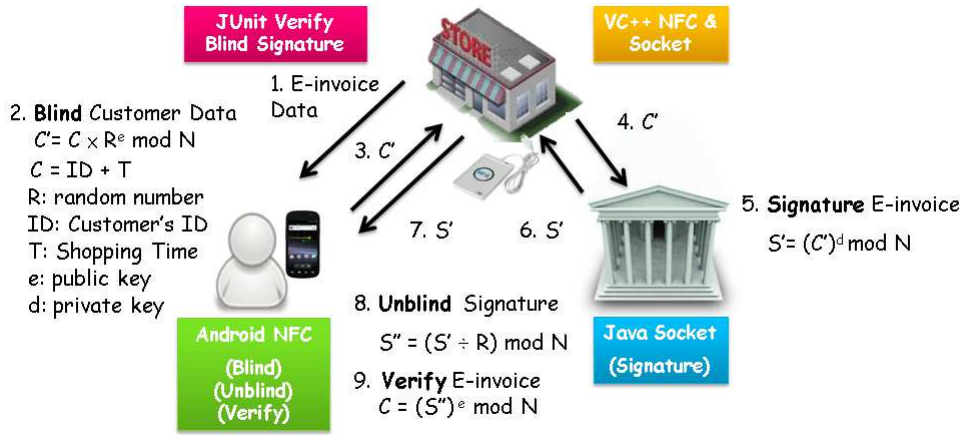 JUnit Verify
Blind Signature
STORE
VC++ NFC &
Socket
1. E-invoice
Data
2. Blind Customer Data
C'= C × Rᵉ mod N
C = ID + T
R: random number
ID: Customer's ID
T: Shopping Time
e: public key
d: private key
3. C'
4. C'
5. Signature E-invoice
S'= (C')ᵈ mod N
6. S'
7. S'
8. Unblind Signature
S'' = (S' ÷ R) mod N
9. Verify E-invoice
C = (S'')ᵉ mod N
Android NFC
(Blind)
(Unblind)
(Verify)
Java Socket
(Signature)